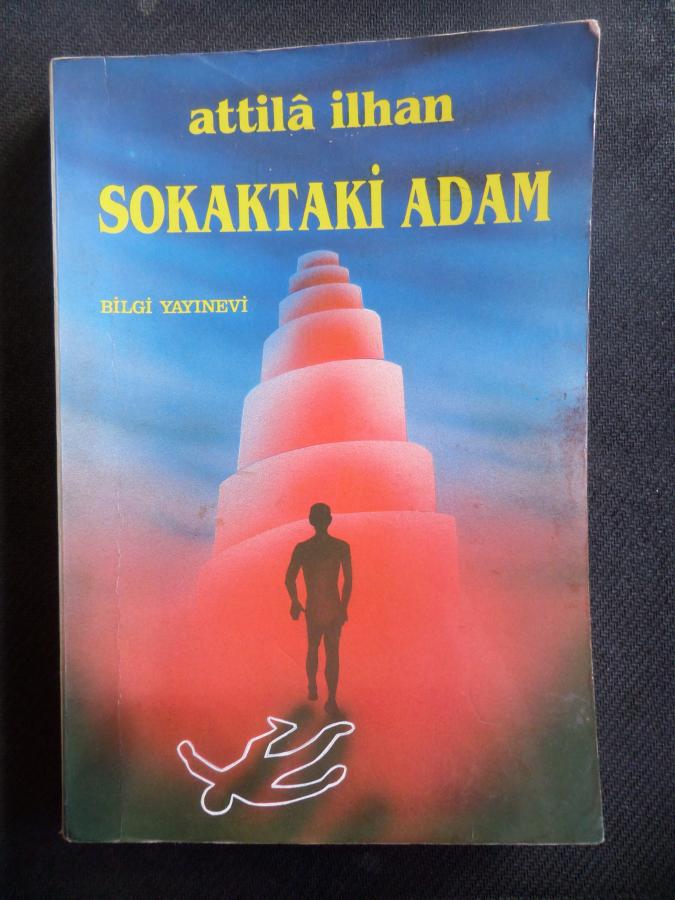 attilâ ilhan
SOKAKTAKİ ADAM
BİLGİ YAYINEVİ